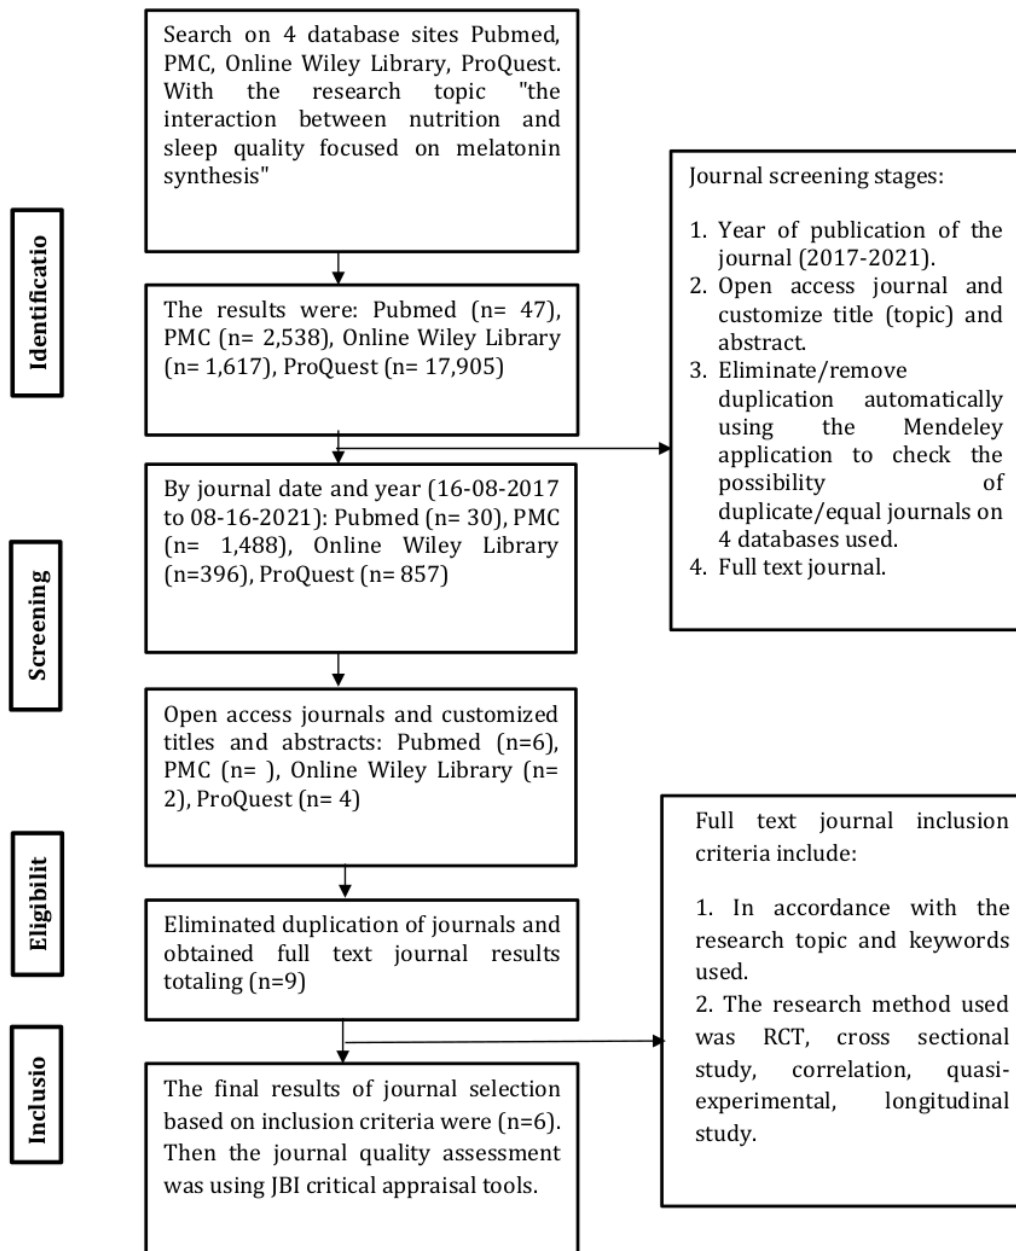 Search on 4 database sites Pubmed,
PMC, Online Wiley Library, ProQuest.
With the research topic "the
interaction between nutrition and
sleep quality focused on melatonin
synthesis"
Identificatio
The results were: Pubmed (n= 47),
PMC (n= 2,538), Online Wiley Library
(n= 1,617), ProQuest (n= 17,905)
Journal screening stages:
1. Year of publication of the
journal (2017-2021).
2. Open access journal and
customize title (topic) and
abstract.
3. Eliminate/remove
duplication automatically
using the Mendeley
application to check the
possibility of
duplicate/equal journals on
4 databases used.
4. Full text journal.
Screening
By journal date and year (16-08-2017
to 08-16-2021): Pubmed (n= 30), PMC
(n= 1,488), Online Wiley Library
(n=396), ProQuest (n= 857)
Open access journals and customized
titles and abstracts: Pubmed (n=6),
PMC (n= ), Online Wiley Library (n=
2), ProQuest (n= 4)
Eligibilit
Eliminated duplication of journals and
obtained full text journal results
totaling (n=9)
Full text journal inclusion
criteria include:
1. In accordance with the
research topic and keywords
used.
2. The research method used
was RCT, cross sectional
study, correlation, quasi-
experimental, longitudinal
study.
Inclusio
The final results of journal selection
based on inclusion criteria were (n=6).
Then the journal quality assessment
was using JBI critical appraisal tools.